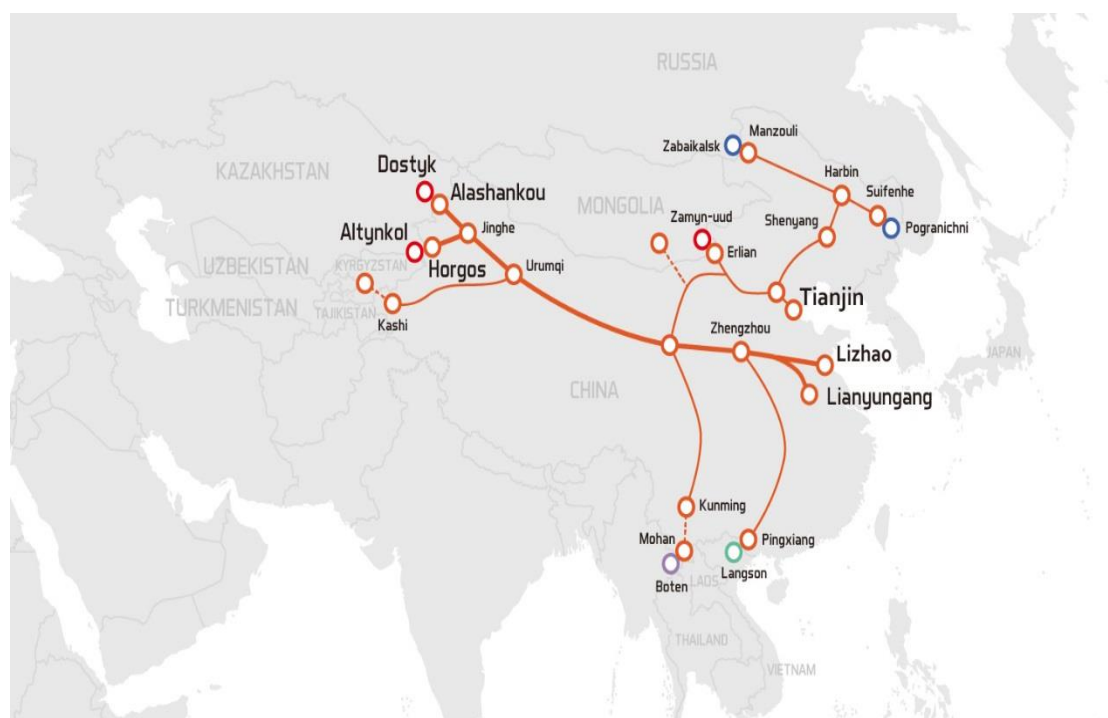 RUSSIA
Manzouli
Zabaikalsk
Dostyk
KAZAKHSTAN
Harbin
Alashankou
Suifenhe
MONGOLIA
Zamyn-uud
Shenyang
Pogranichni
Altynkol
Jinghe
Erlian
Horgos
UZBEKISTAN
KYRGYZSTAN
Urumqi
TURKMENISTAN
TAJIKISTAN
Tianjin
Kashi
Zhengzhou
Lizhao
JAPAN
CHINA
Lianyungang
Kunming
Mohan
Pingxiang
Boten
LAOS
Langson
THAILAND
VIETNAM